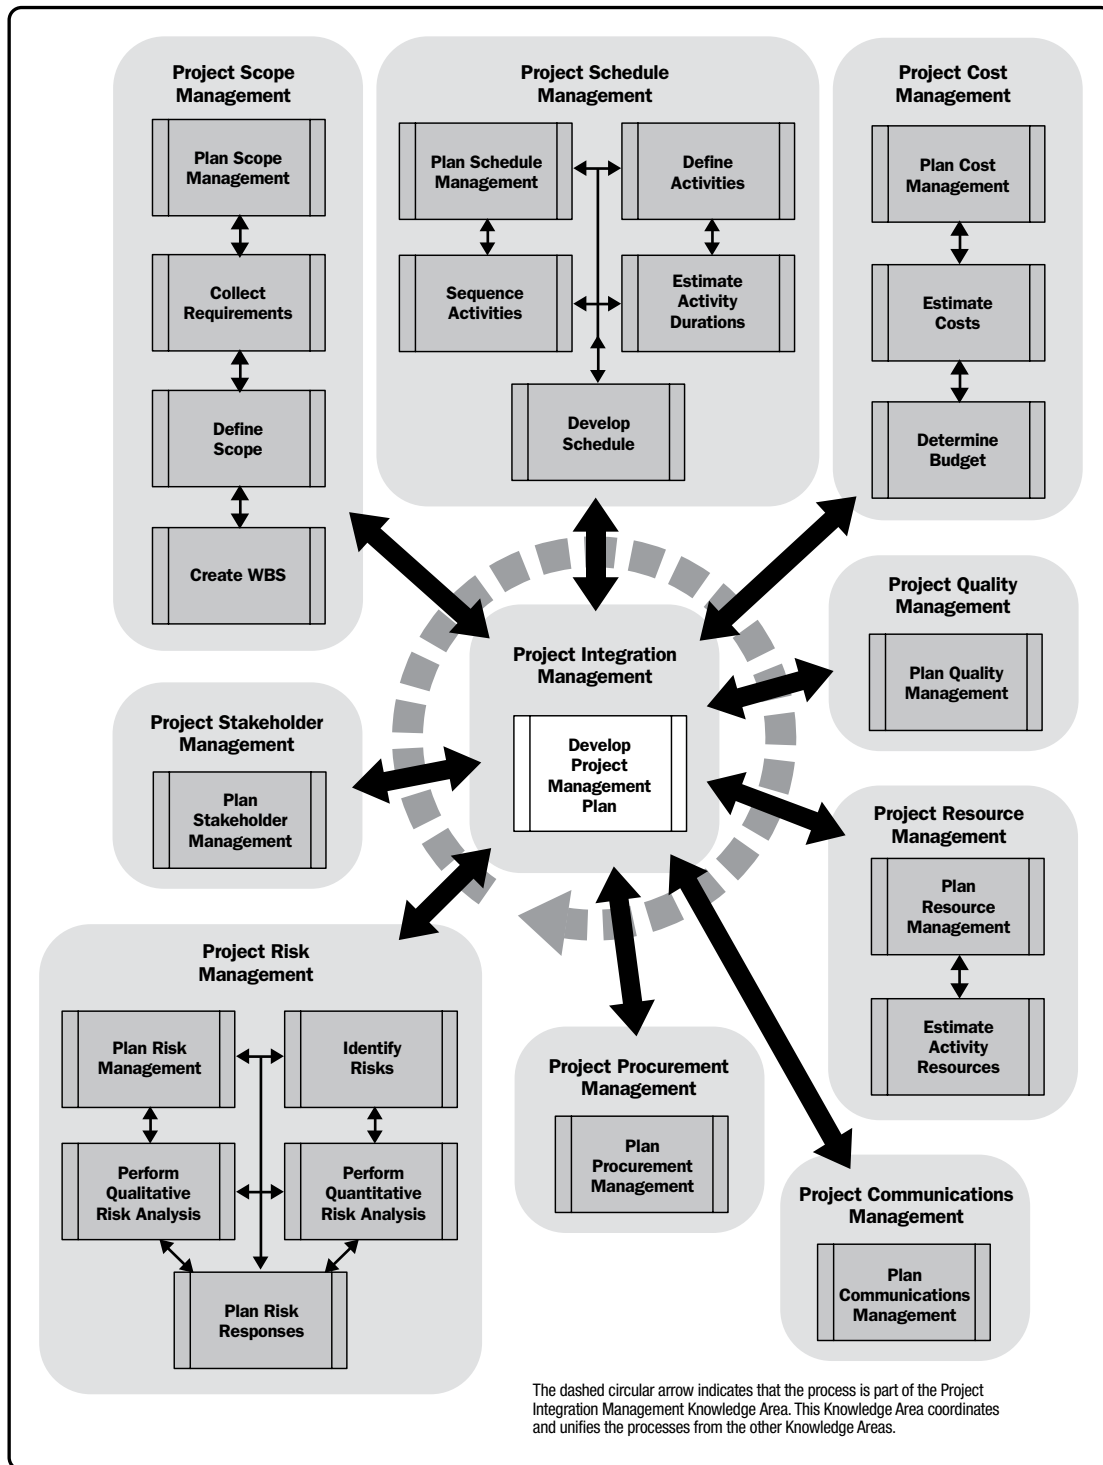 Project Scope
Management
Plan Scope
Management
Collect
Requirements
Define
Scope
Create WBS
Project Schedule
Management
Plan Schedule
Management
Define
Activities
Sequence
Activities
Estimate
Activity
Durations
Develop
Schedule
Project Cost
Management
Plan Cost
Management
Estimate
Costs
Determine
Budget
Project Quality
Management
Plan Quality
Management
Project Integration
Management
Develop
Project
Management
Plan
Project Stakeholder
Management
Plan
Stakeholder
Management
Project Resource
Management
Plan
Resource
Management
Estimate
Activity
Resources
Project Risk
Management
Plan Risk
Management
Identify
Risks
Perform
Qualitative
Risk Analysis
Perform
Quantitative
Risk Analysis
Plan Risk
Responses
Project Procurement
Management
Plan
Procurement
Management
Project Communications
Management
Plan
Communications
Management
The dashed circular arrow indicates that the process is part of the Project
Integration Management Knowledge Area. This Knowledge Area coordinates
and unifies the processes from the other Knowledge Areas.